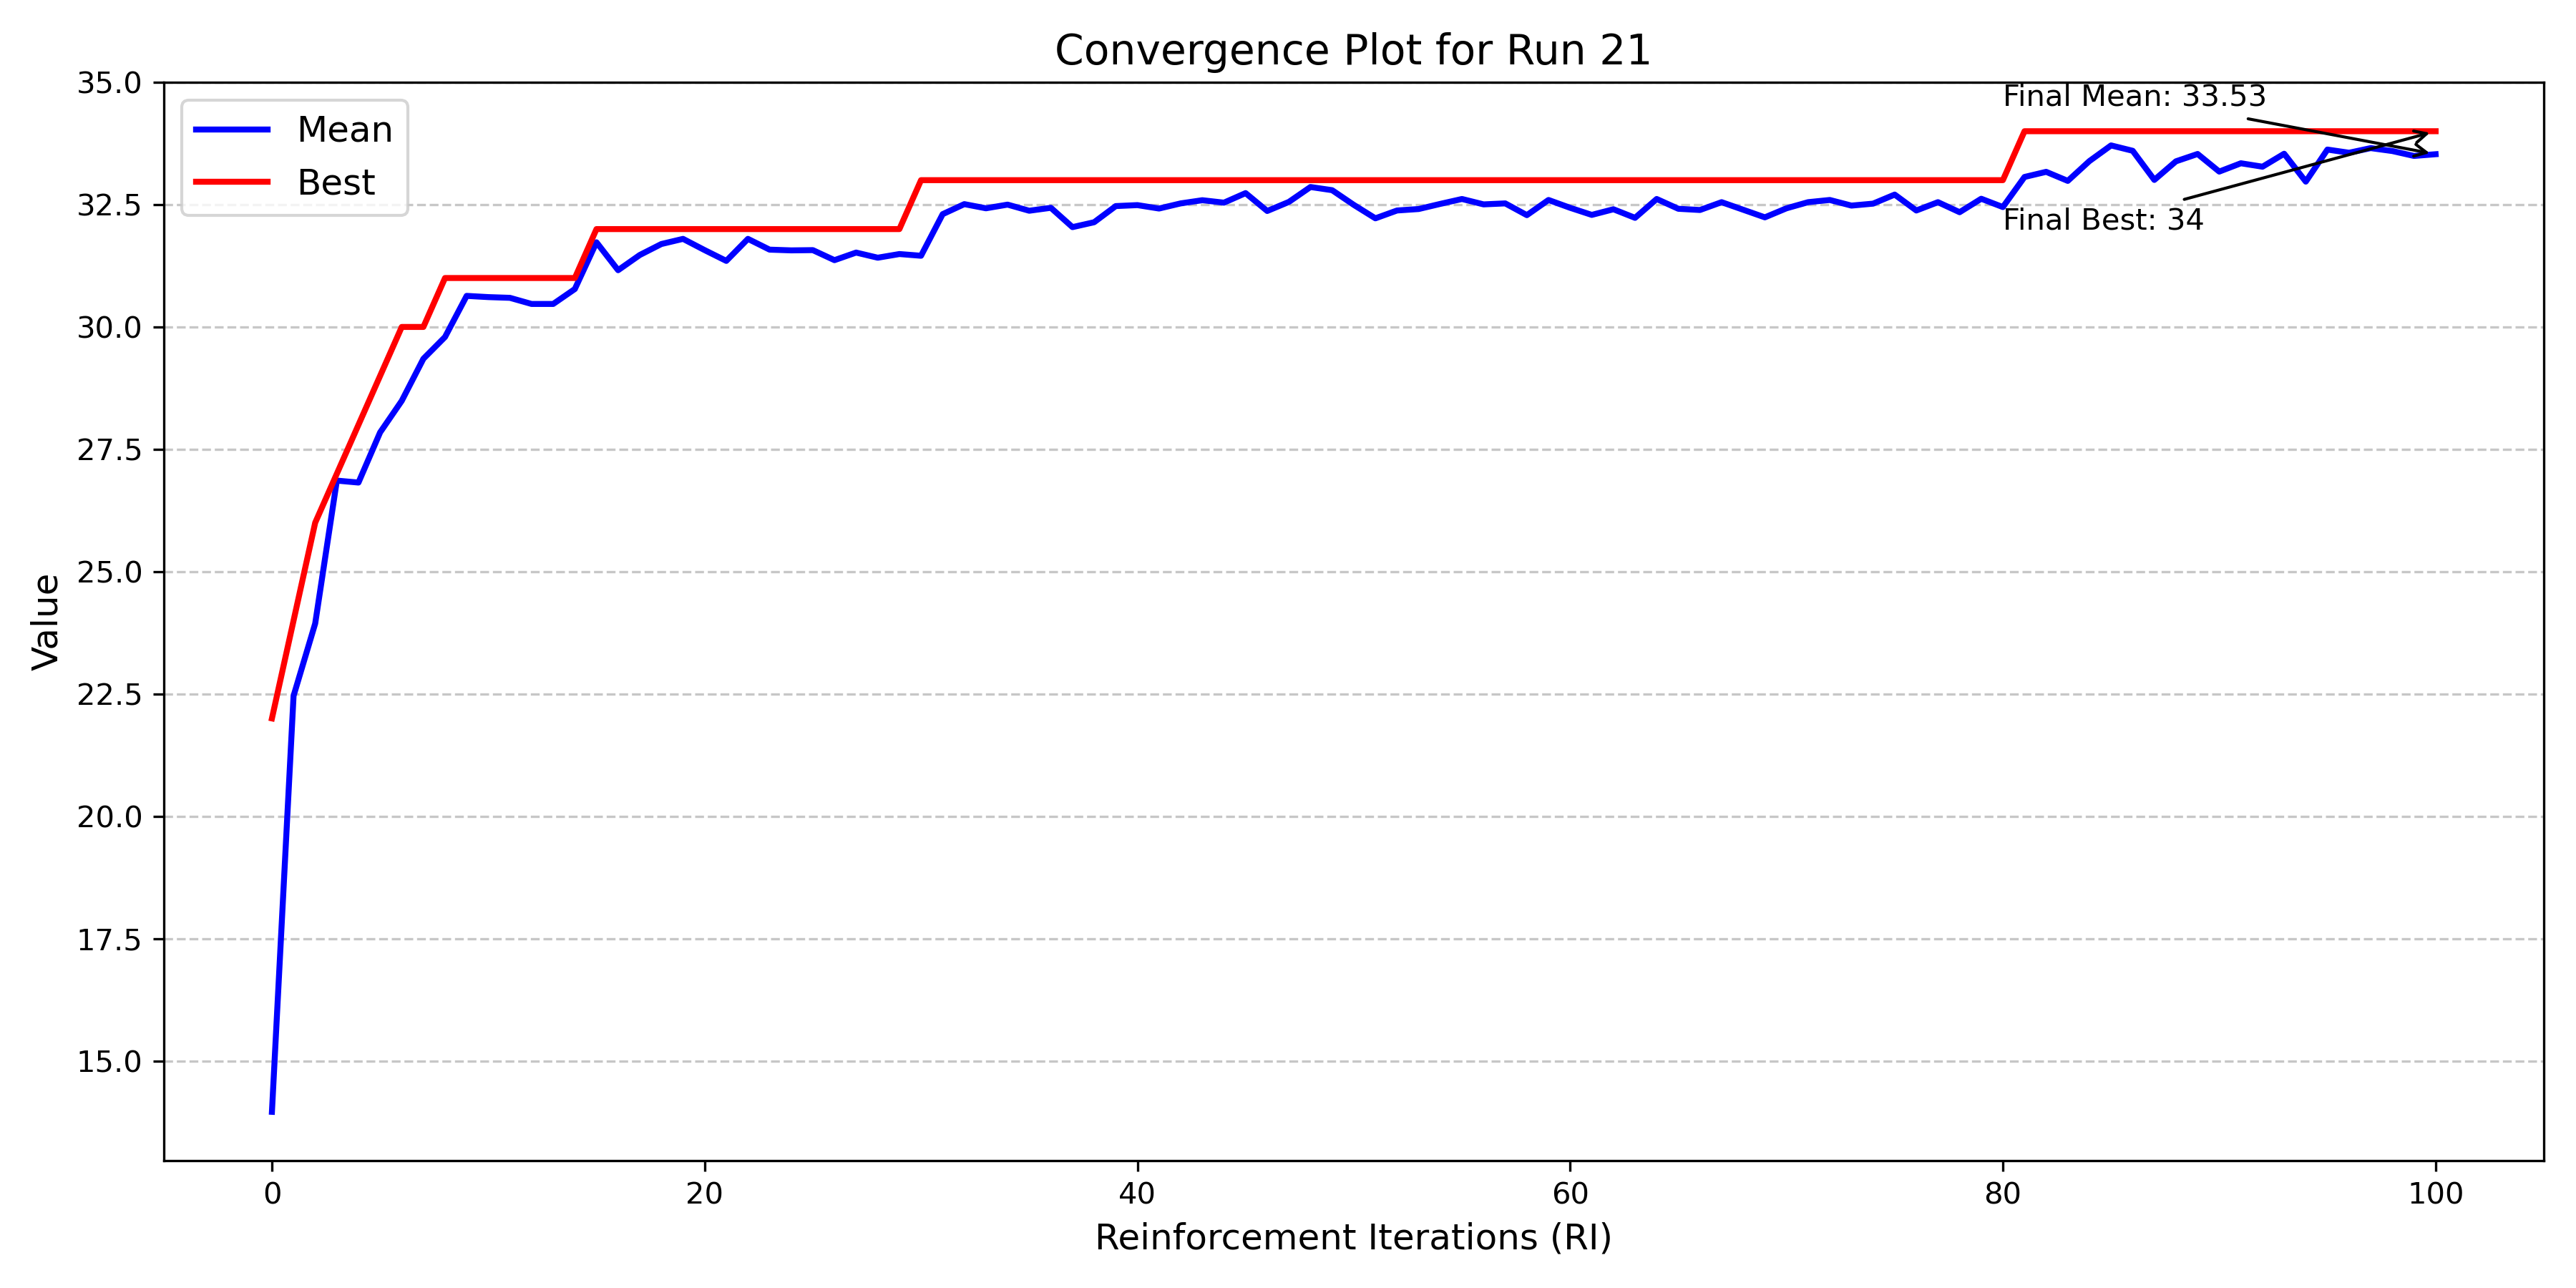 Convergence Plot for Run 21
35.0
32.5
30.0
27.5
25.0
22.5
20.0
17.5
15.0
Value
Mean
Best
Final Mean: 33.53
Final Best: 34
0
20
40
60
80
100
Reinforcement Iterations (RI)